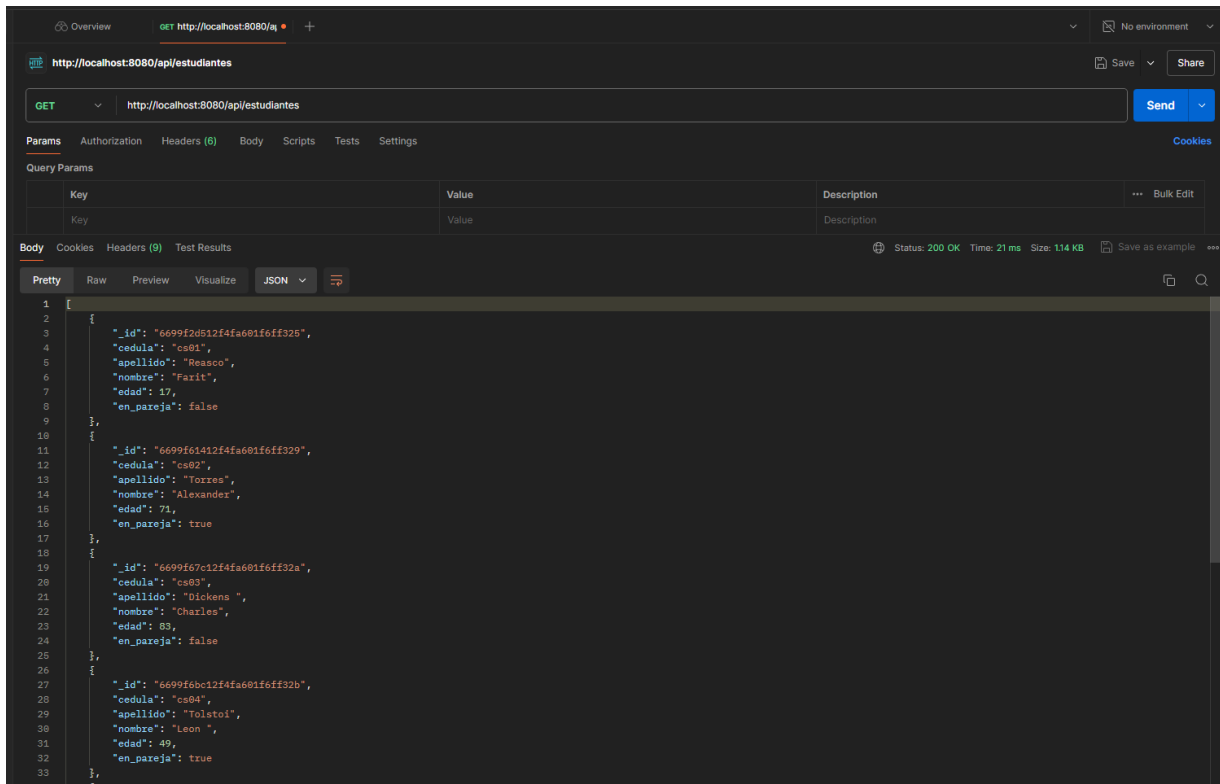 Overview GET http://localhost:8080/a No environment
HTTP http://localhost:8080/api/estudiantes Save Share
GET http://localhost:8080/api/estudiantes Send
Params Authorization Headers (6) Body Scripts Tests Settings Cookies
Query Params
Key Value Description Bulk Edit
Key Value Description
Body Cookies Headers (9) Test Results Status: 200 OK Time: 21 ms Size: 1.14 KB Save as example
Pretty Raw Preview Visualize JSON
1 [
2 {
3 "_id": "6699f2d512f4fa601f6ff325",
4 "cedula": "cs01",
5 "apellido": "Reasco",
6 "nombre": "Farit",
7 "edad": 17,
8 "en_pareja": false
9 },
10 {
11 "_id": "6699f61412f4fa601f6ff329",
12 "cedula": "cs02",
13 "apellido": "Torres",
14 "nombre": "Alexander",
15 "edad": 71,
16 "en_pareja": true
17 },
18 {
19 "_id": "6699f67c12f4fa601f6ff32a",
20 "cedula": "cs03",
21 "apellido": "Dickens ",
22 "nombre": "Charles",
23 "edad": 83,
24 "en_pareja": false
25 },
26 {
27 "_id": "6699f6bc12f4fa601f6ff32b",
28 "cedula": "cs04",
29 "apellido": "Tolstoi",
30 "nombre": "Leon ",
31 "edad": 49,
32 "en_pareja": true
33 },